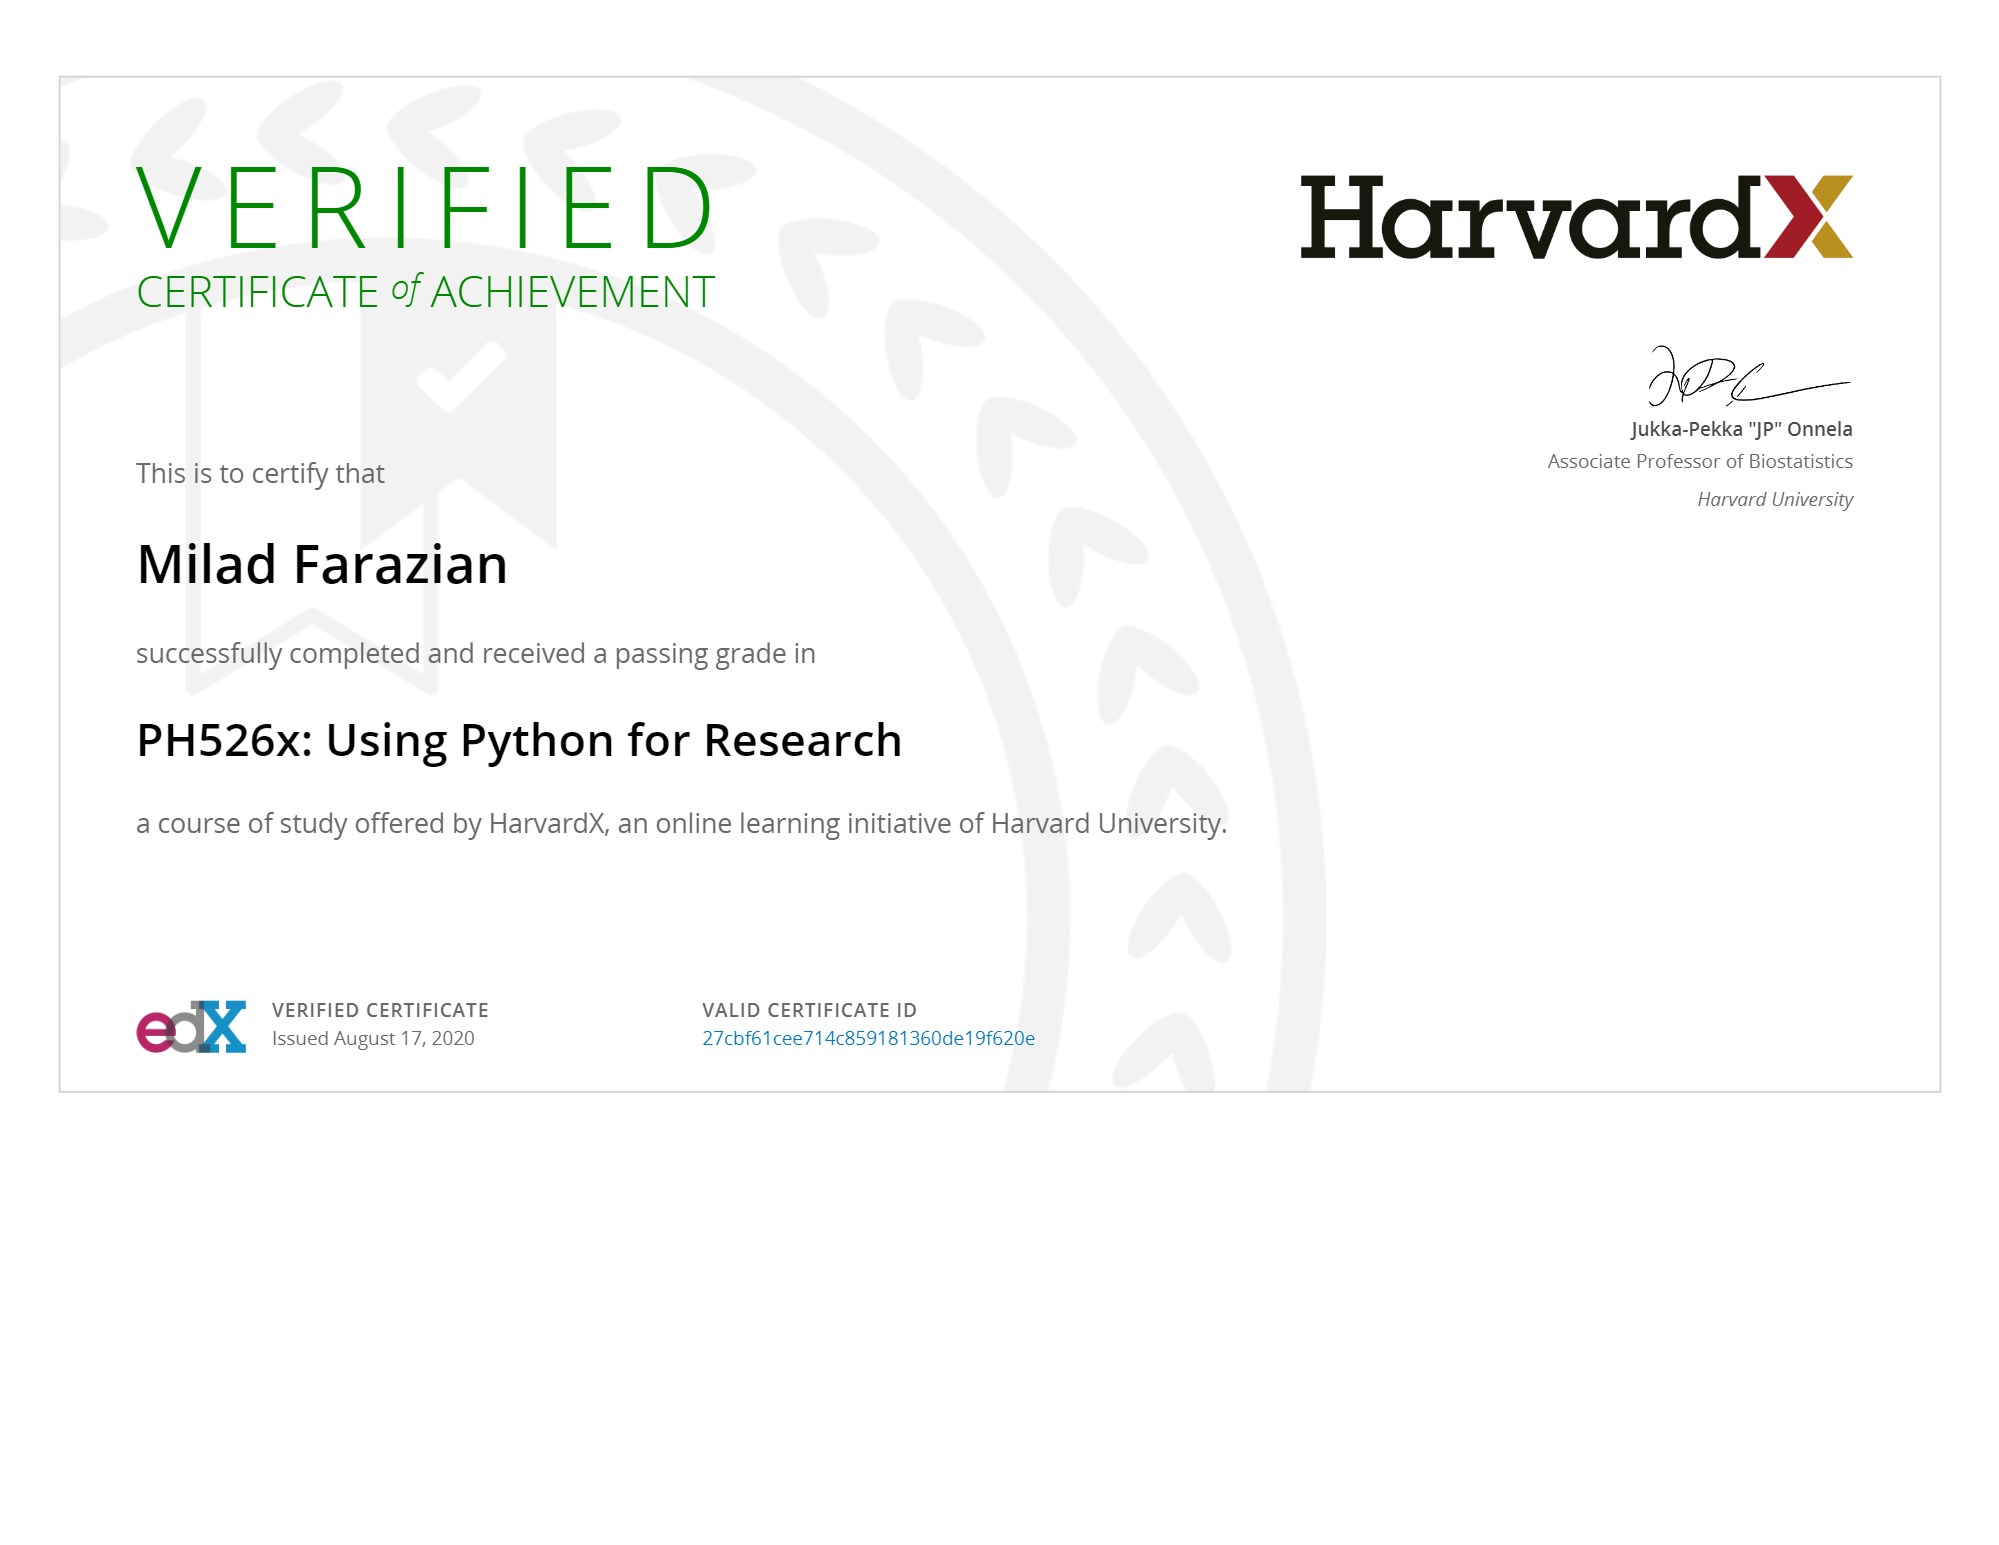 VERIFIED
CERTIFICATE of ACHIEVEMENT
HarvardX
Jukka-Pekka "JP" Onnela
Associate Professor of Biostatistics
Harvard University
This is to certify that
Milad Farazian
successfully completed and received a passing grade in
PH526x: Using Python for Research
a course of study offered by HarvardX, an online learning initiative of Harvard University.
edX
VERIFIED CERTIFICATE
Issued August 17, 2020
VALID CERTIFICATE ID
27cbf61cee714c859181360de19f620e